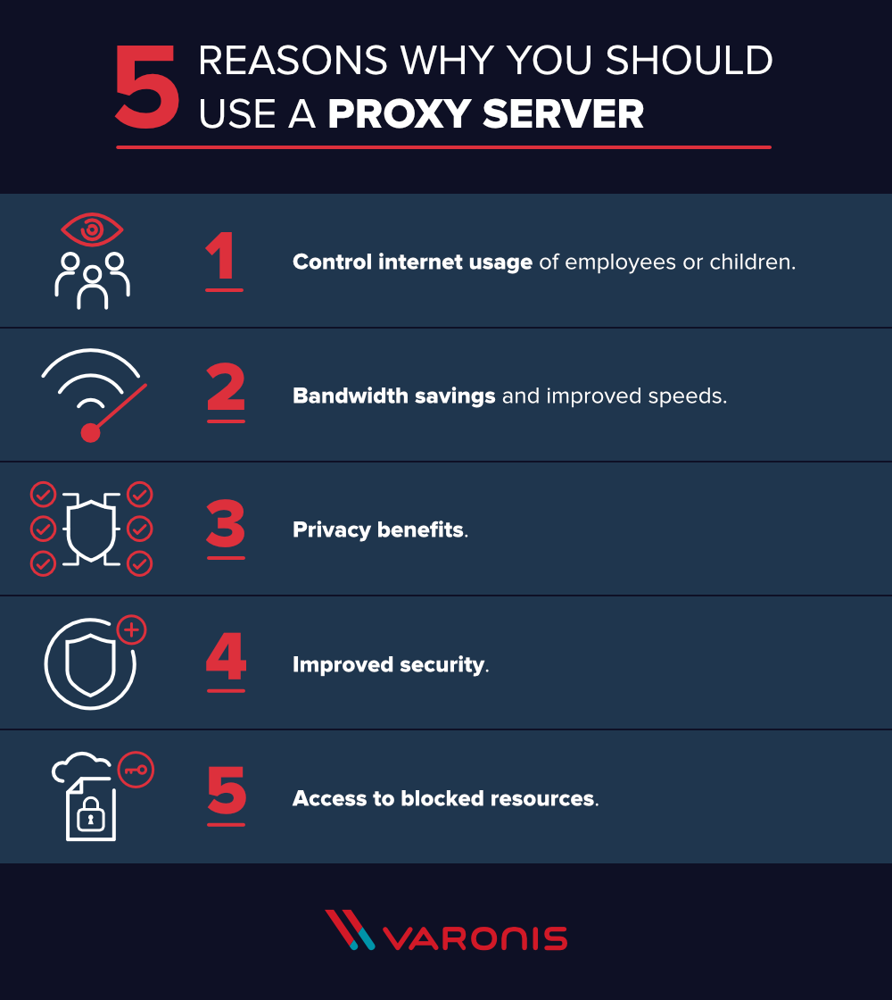 5 REASONS WHY YOU SHOULD
USE A PROXY SERVER
1 Control internet usage of employees or children.
2 Bandwidth savings and improved speeds.
3 Privacy benefits.
4 Improved security.
5 Access to blocked resources.
VARONIS